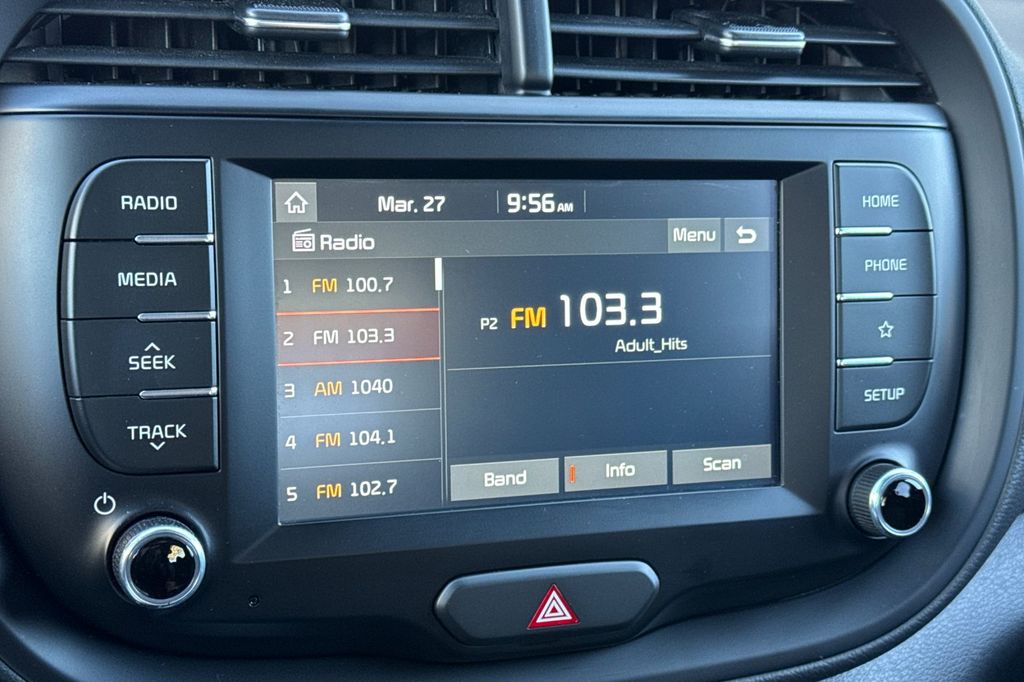 RADIO
MEDIA
SEEK
TRACK
Mar. 27 9:56 AM
Radio Menu
1 FM 100.7
2 FM 103.3
3 AM 1040
4 FM 104.1
5 FM 102.7
P2 FM 103.3
Adult_Hits
Band Info Scan
HOME
PHONE
SETUP